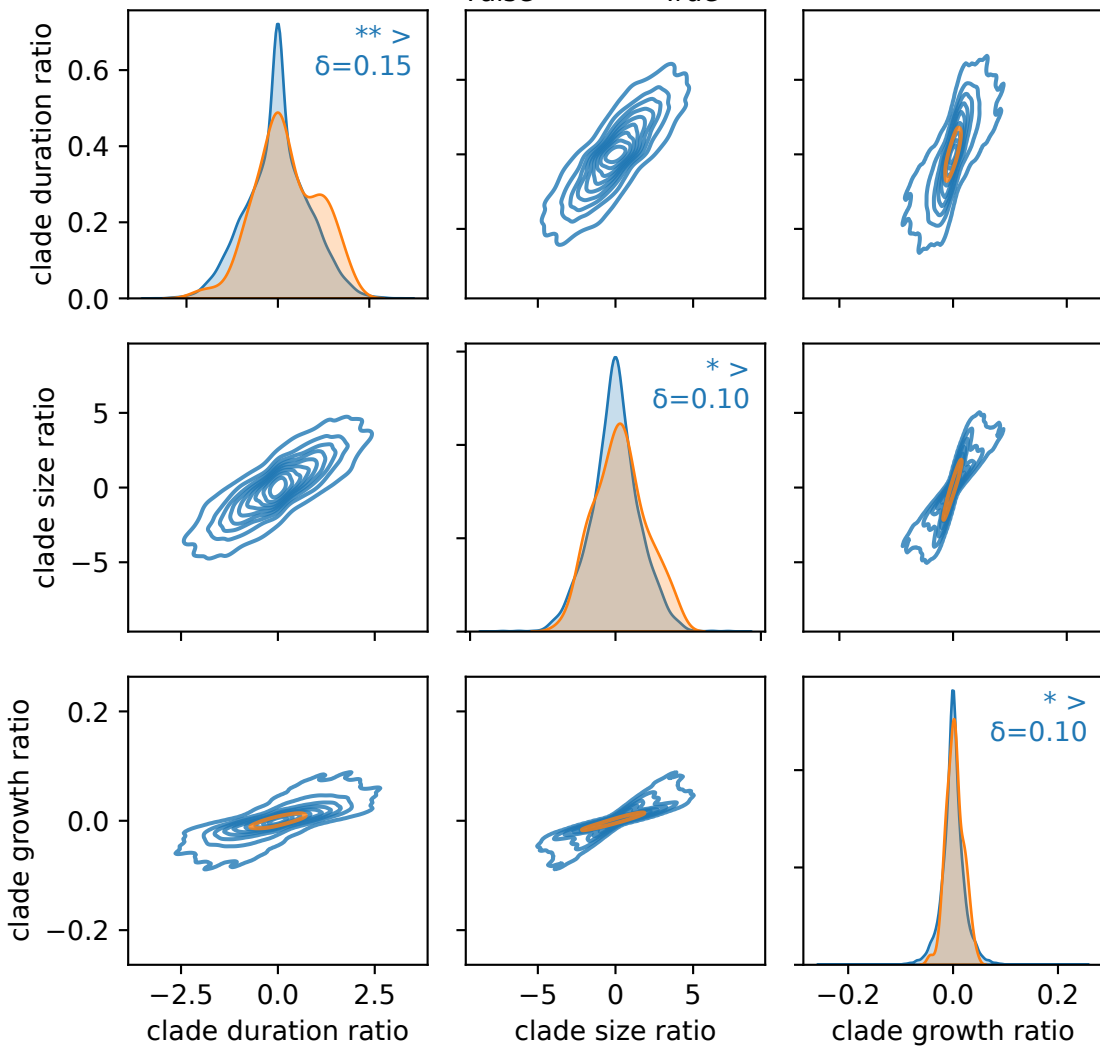 ** >
δ=0.15
clade duration ratio
0.6
0.4
0.2
0.0
* >
δ=0.10
clade size ratio
5
0
−5
* >
δ=0.10
clade growth ratio
0.2
0.0
−0.2
−2.5 0.0 2.5 −5 0 5 −0.2 0.0 0.2
clade duration ratio clade size ratio clade growth ratio